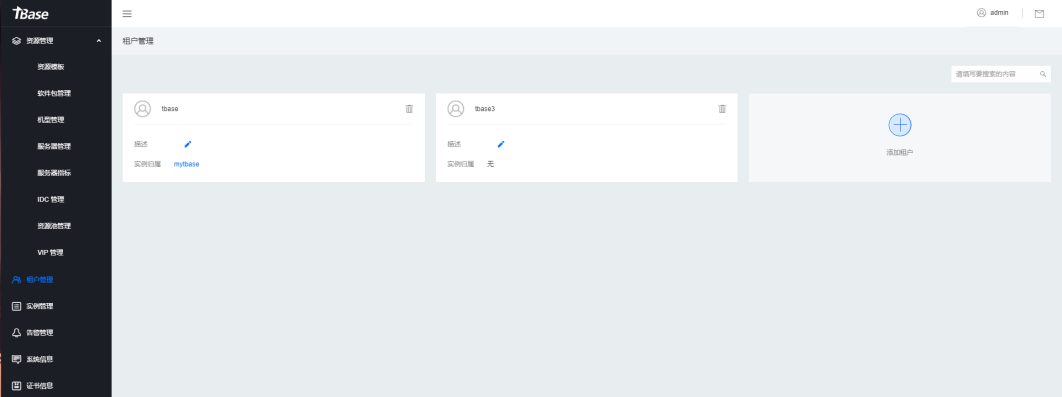 TBase
admin
资源管理
租户管理
资源模板
请填写要搜索的内容
软件包管理
tbase
tbase3
机型管理
添加租户
服务器管理
描述
描述
实例归属 mytbase
实例归属 无
服务器指标
IDC 管理
资源池管理
VIP 管理
租户管理
实例管理
告警管理
系统信息
证书信息